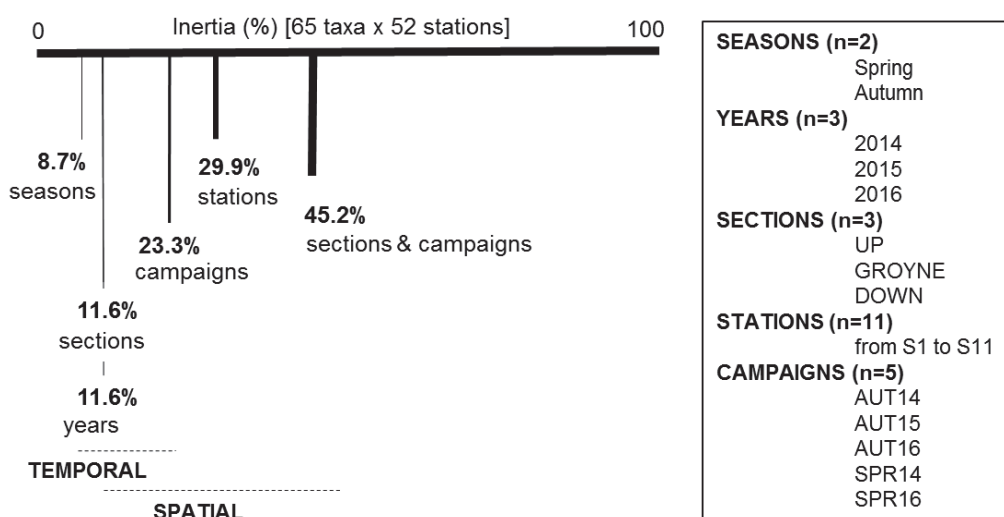 0 Inertia (%) [65 taxa x 52 stations] 100
8.7%
seasons
29.9%
stations
45.2%
sections & campaigns
23.3%
campaigns
11.6%
sections
11.6%
years
TEMPORAL
SPATIAL
SEASONS (n=2)
Spring
Autumn
YEARS (n=3)
2014
2015
2016
SECTIONS (n=3)
UP
GROYNE
DOWN
STATIONS (n=11)
from S1 to S11
CAMPAIGNS (n=5)
AUT14
AUT15
AUT16
SPR14
SPR16